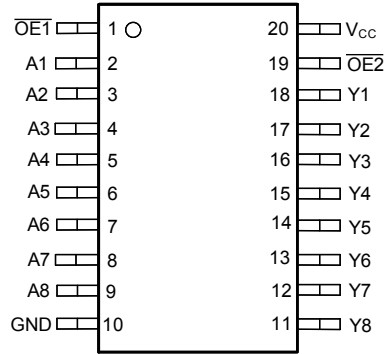 OE1 1 20 VCC
A1 2 19 OE2
A2 3 18 Y1
A3 4 17 Y2
A4 5 16 Y3
A5 6 15 Y4
A6 7 14 Y5
A7 8 13 Y6
A8 9 12 Y7
GND 10 11 Y8